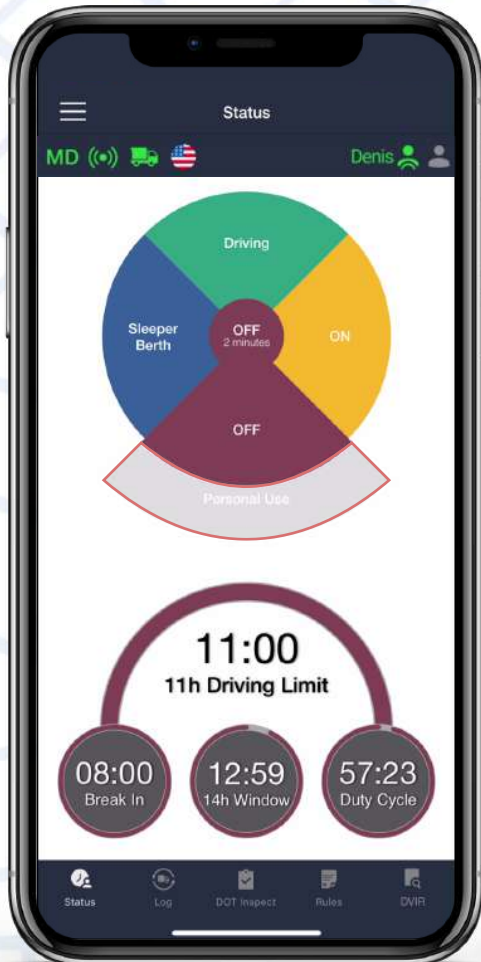 Status
MD
Denis
Driving
Sleeper
Berth
OFF
2 minutes
ON
OFF
Personal Use
11:00
11h Driving Limit
08:00
Break In
12:59
14h Window
57:23
Duty Cycle
Status
Log
DOT Inspect
Rules
DVIR